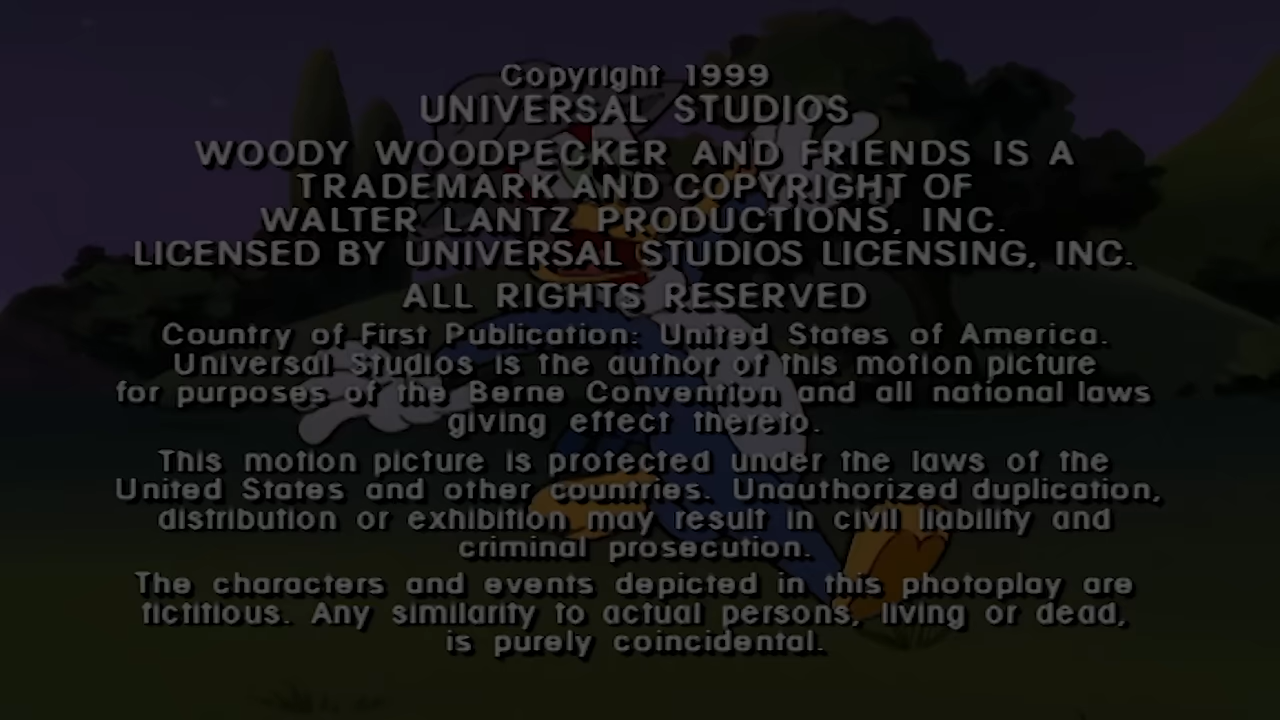 Copyright 1999
UNIVERSAL STUDIOS
WOODY WOODPECKER AND FRIENDS IS A
TRADEMARK AND COPYRIGHT OF
WALTER LANTZ PRODUCTIONS, INC.
LICENSED BY UNIVERSAL STUDIOS LICENSING, INC.
ALL RIGHTS RESERVED
Country of First Publication: United States of America.
Universal Studios is the author of this motion picture
for purposes of the Berne Convention and all national laws
giving effect thereto.
This motion picture is protected under the laws of the
United States and other countries. Unauthorized duplication,
distribution or exhibition may result in civil liability and
criminal prosecution.
The characters and events depicted in this photoplay are
fictitious. Any similarity to actual persons, living or dead,
is purely coincidental.